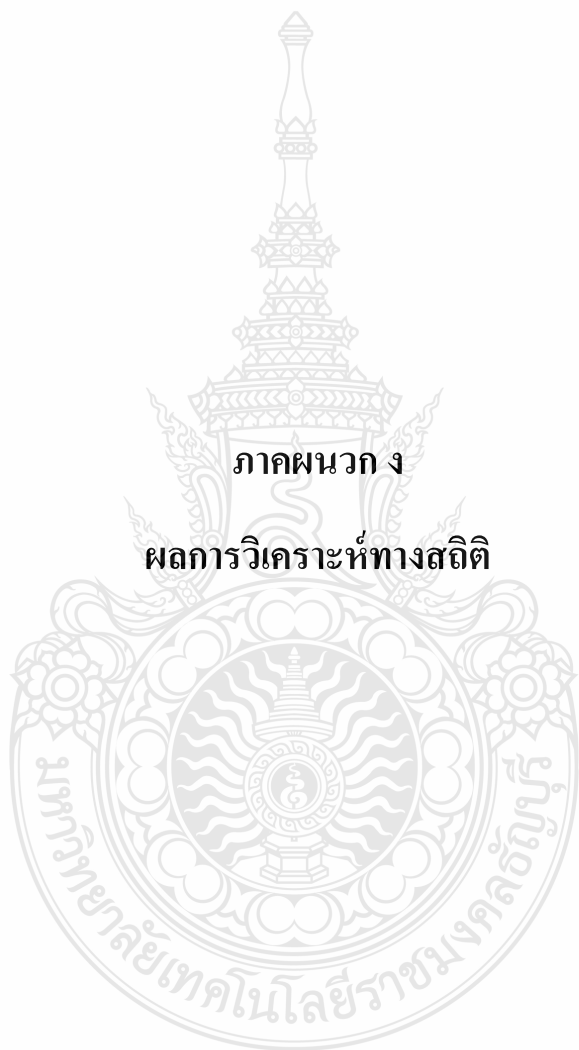 ภาคผนวก ง
ผลการวิเคราะห์ทางสถิติ
มหาวิทยาลัยเทคโนโลยีราชมงคลธัญบุรี